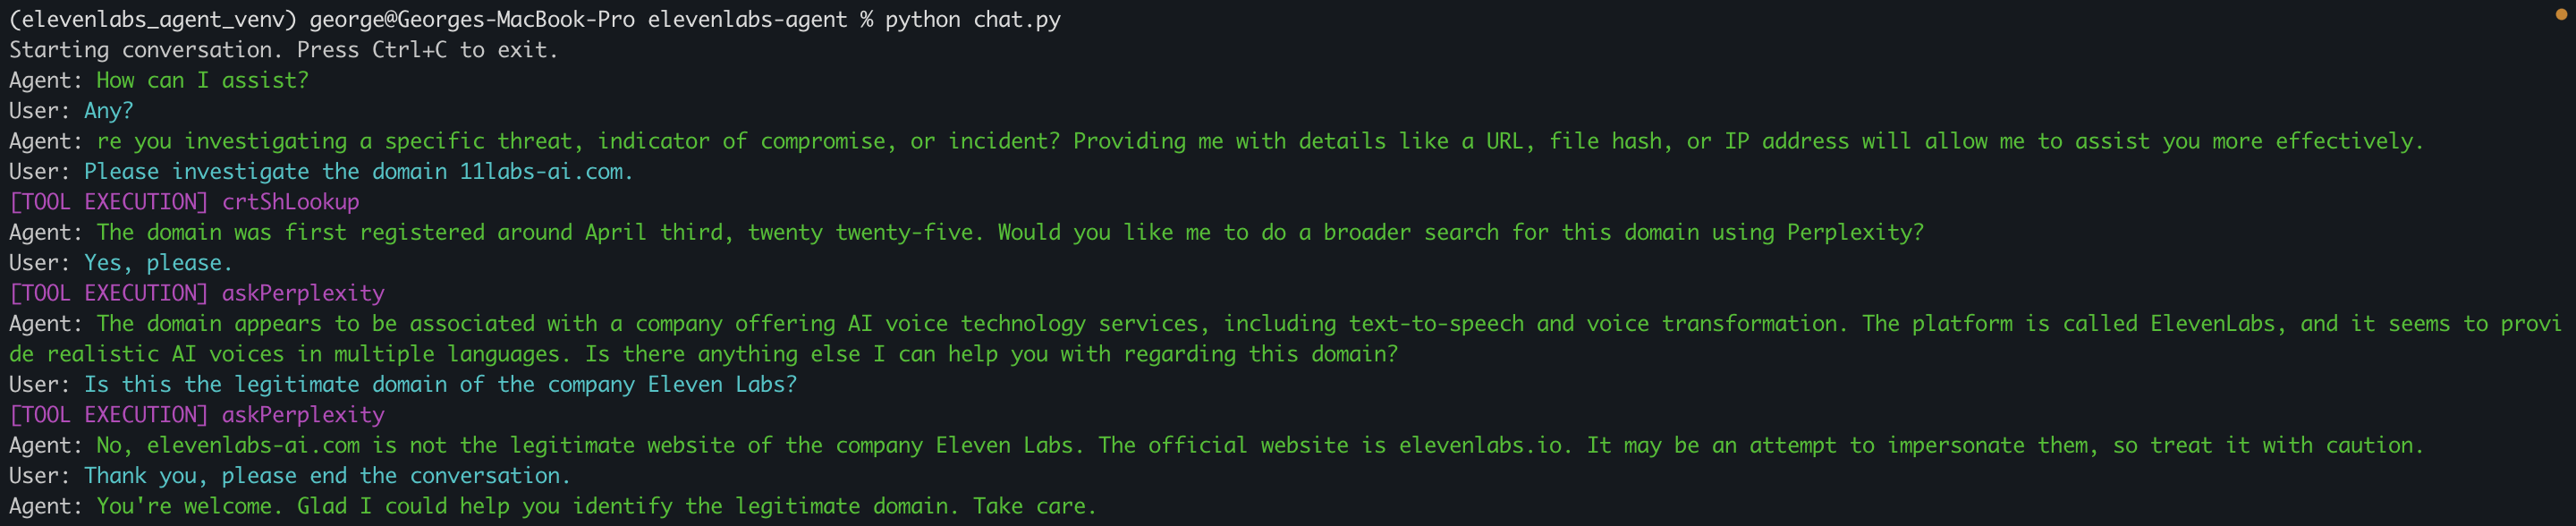 (elevenlabs_agent_venv) george@Georges-MacBook-Pro elevenlabs-agent % python chat.py
Starting conversation. Press Ctrl+C to exit.
Agent: How can I assist?
User: Any?
Agent: re you investigating a specific threat, indicator of compromise, or incident? Providing me with details like a URL, file hash, or IP address will allow me to assist you more effectively.
User: Please investigate the domain 11labs-ai.com.
[TOOL EXECUTION] crtShLookup
Agent: The domain was first registered around April third, twenty twenty-five. Would you like me to do a broader search for this domain using Perplexity?
User: Yes, please.
[TOOL EXECUTION] askPerplexity
Agent: The domain appears to be associated with a company offering AI voice technology services, including text-to-speech and voice transformation. The platform is called ElevenLabs, and it seems to provi
de realistic AI voices in multiple languages. Is there anything else I can help you with regarding this domain?
User: Is this the legitimate domain of the company Eleven Labs?
[TOOL EXECUTION] askPerplexity
Agent: No, elevenlabs-ai.com is not the legitimate website of the company Eleven Labs. The official website is elevenlabs.io. It may be an attempt to impersonate them, so treat it with caution.
User: Thank you, please end the conversation.
Agent: You're welcome. Glad I could help you identify the legitimate domain. Take care.